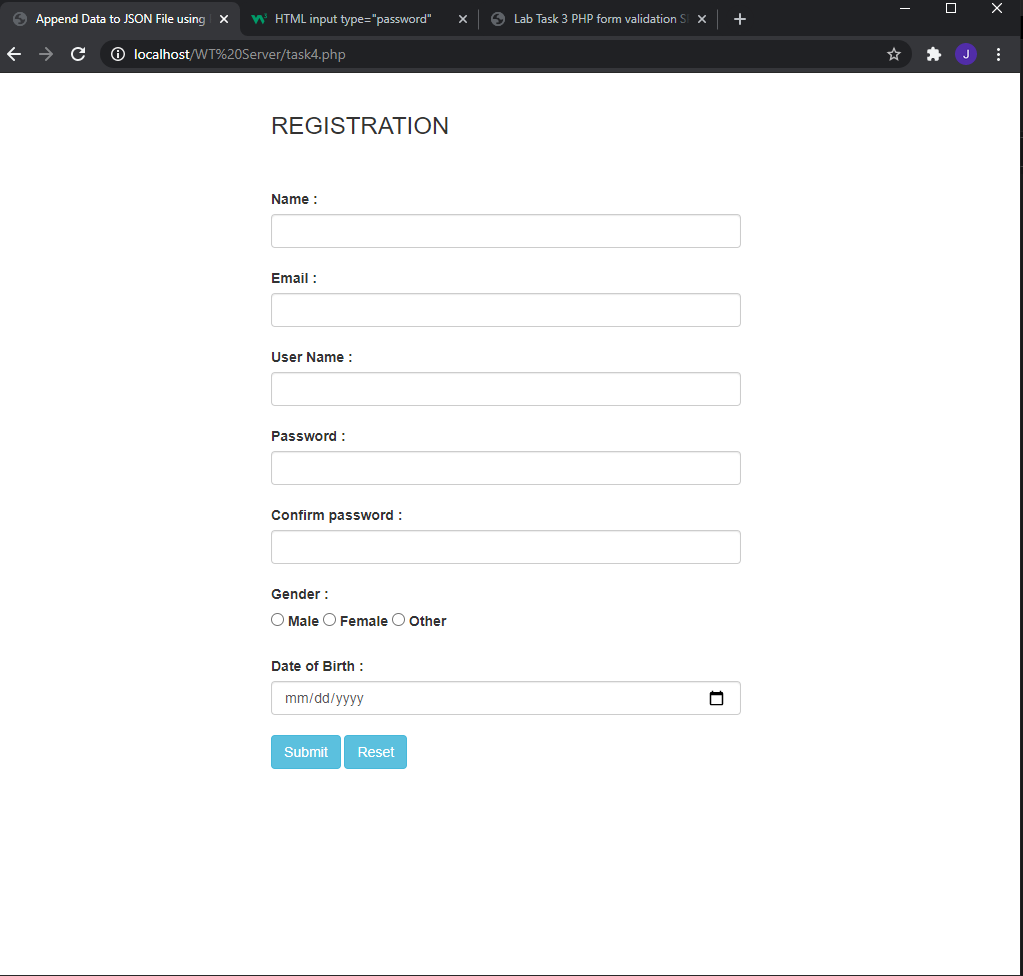 Append Data to JSON File using
HTML input type="password"
Lab Task 3 PHP form validation
localhost/WT%20Server/task4.php
J
REGISTRATION
Name :
Email :
User Name :
Password :
Confirm password :
Gender :
Male Female Other
Date of Birth :
mm/dd/yyyy
Submit Reset